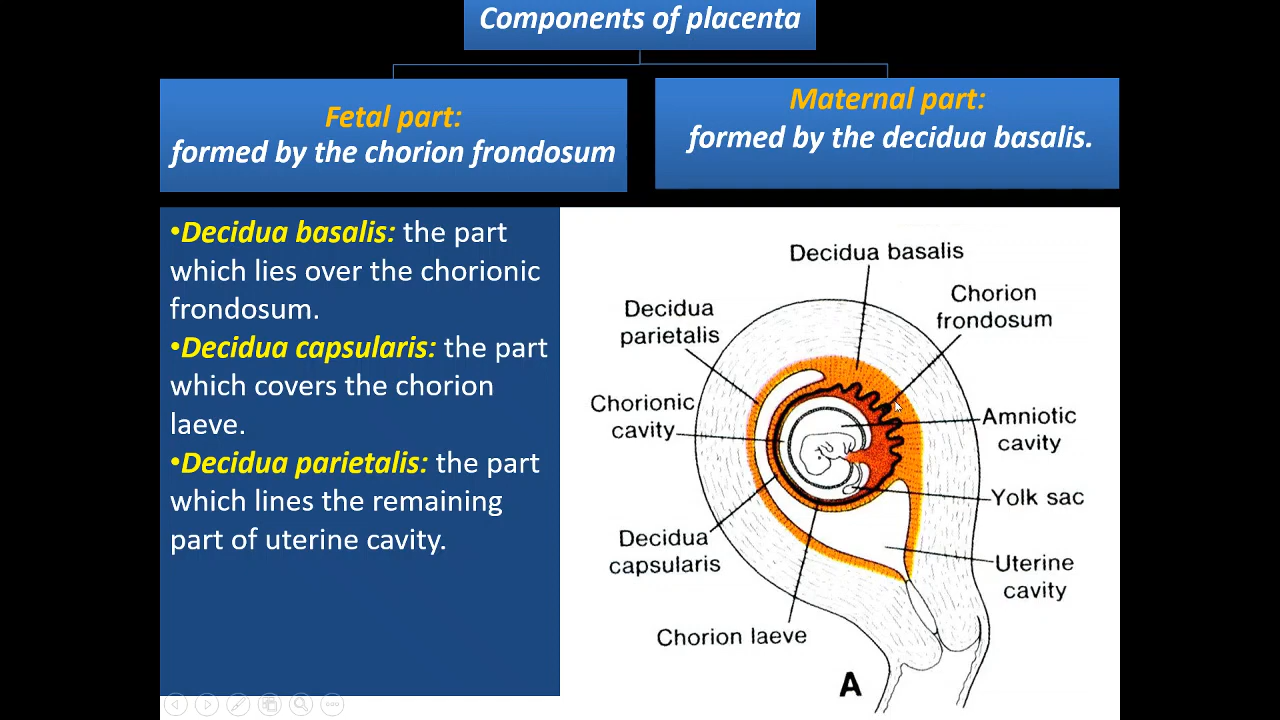 Components of placenta
Fetal part:
formed by the chorion frondosum
Maternal part:
formed by the decidua basalis.
•Decidua basalis: the part
which lies over the chorionic
frondosum.
•Decidua capsularis: the part
which covers the chorion
laeve.
•Decidua parietalis: the part
which lines the remaining
part of uterine cavity.
Decidua basalis
Chorion
frondosum
Decidua
parietalis
Chorionic
cavity
Amniotic
cavity
Yolk sac
Decidua
capsularis
Uterine
cavity
Chorion laeve
A